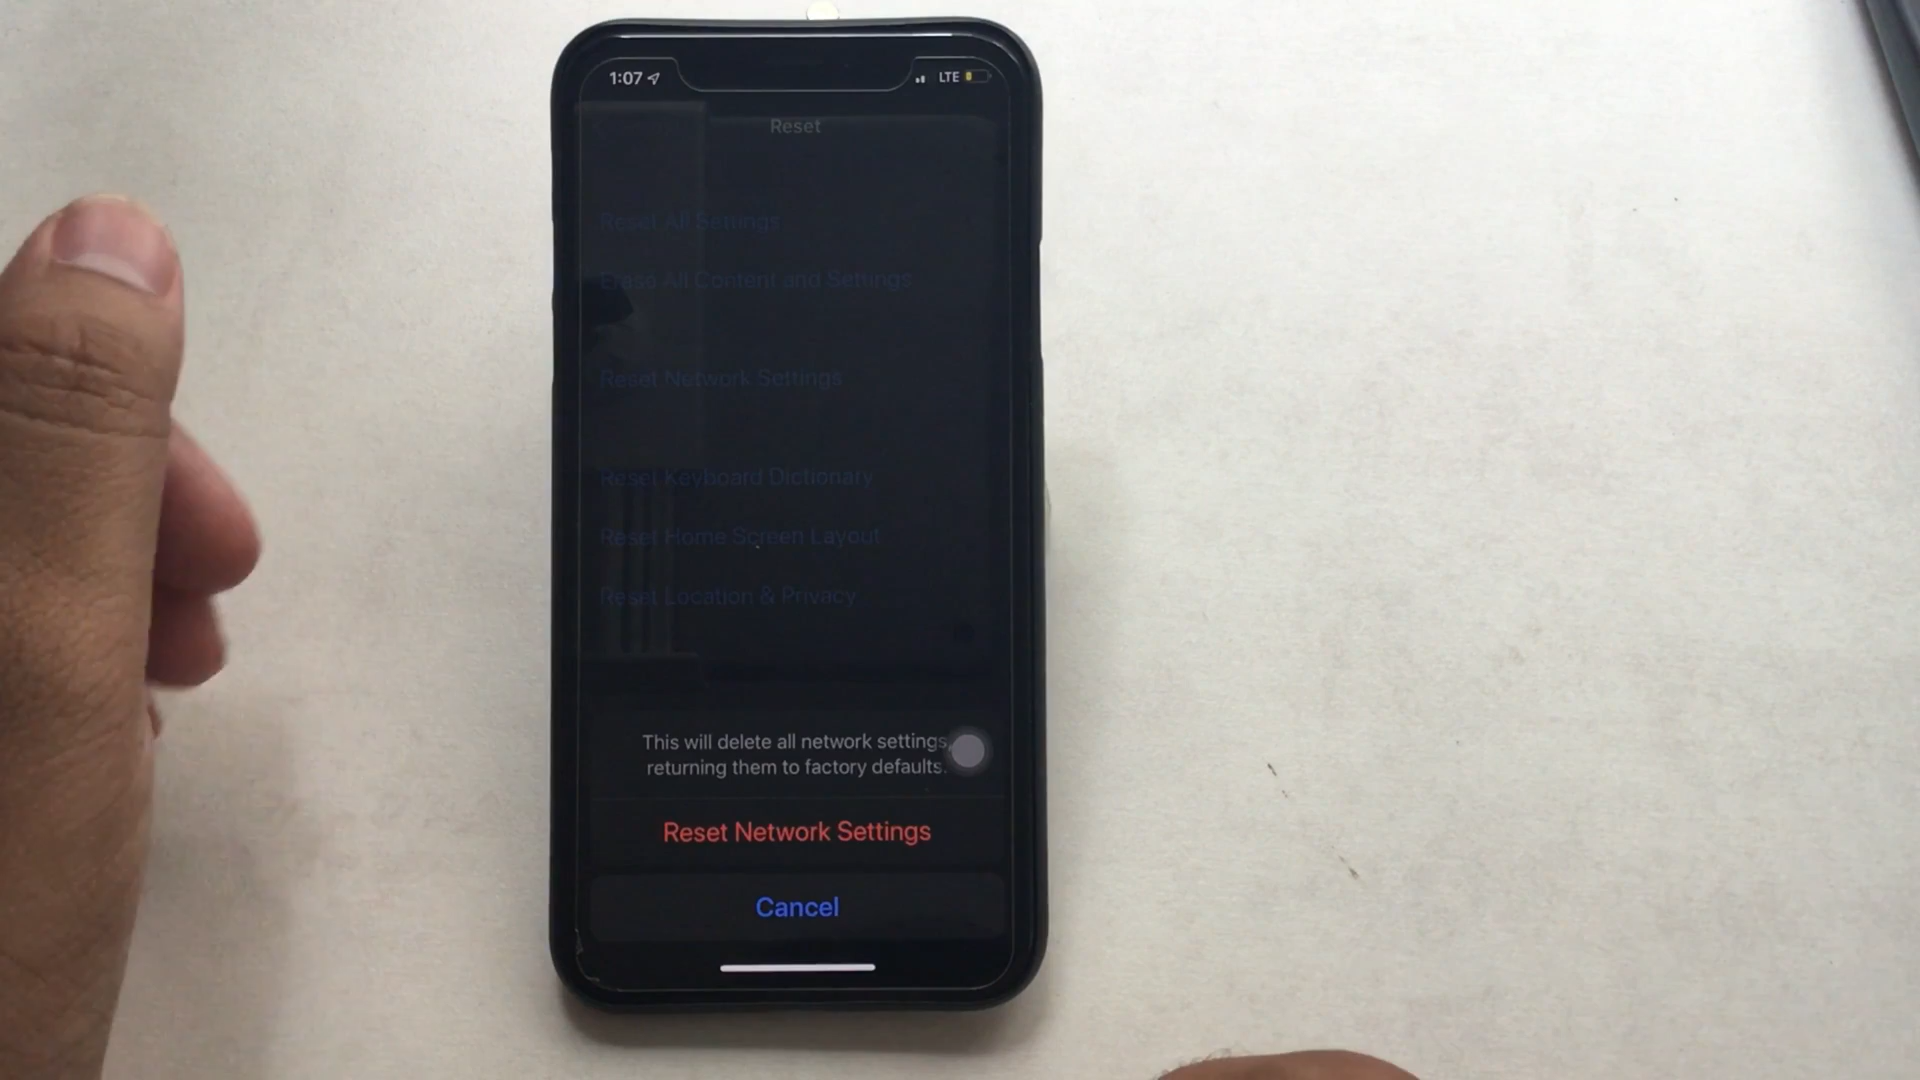 1:07
LTE
Reset
Reset All Settings
Erase All Content and Settings
Reset Network Settings
Reset Keyboard Dictionary
Reset Home Screen Layout
Reset Location & Privacy
This will delete all network settings,
returning them to factory defaults.
Reset Network Settings
Cancel